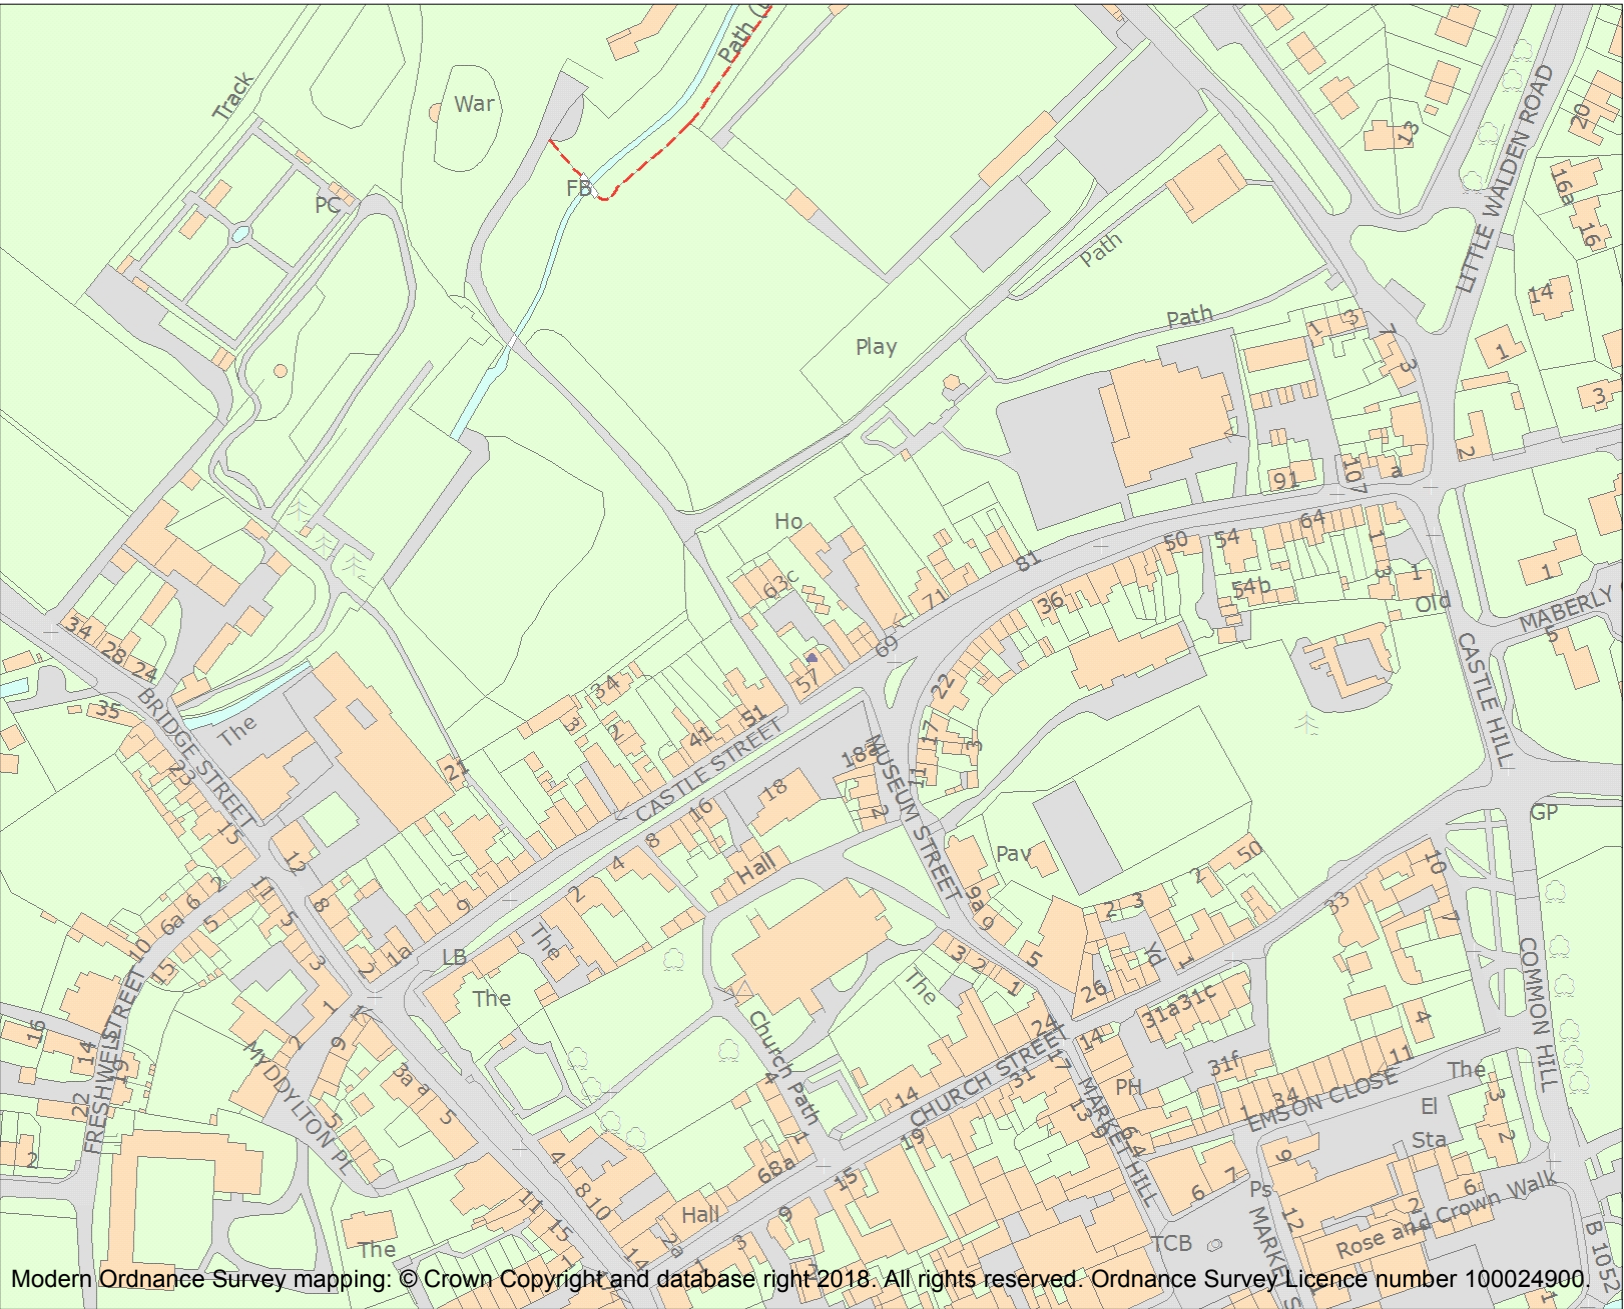 Track
War
Path (
FB
PC
Path
Path
Play
LITTLE WALDEN ROAD
13
20
16a
16
14
1
3
7
3
1
3
2
91
107
a
Ho
63c
81
71
69
57
50
54
64
54b
36
1
3
1
Old
MABERLY
1
5
34
28
24
35
BRIDGE STREET
The
23
15
12
21
34
3
2
41
51
CASTLE STREET
22
17
11
3
18a
18
16
2
8
4
2
Hall
MUSEUM STREET
CASTLE HILL
GP
Pav
2
3
2
50
9a
9
5
3
2
1
Yd
1
26
33
10
7
COMMON HILL
11
5
8
9
3
2
1a
LB
The
The
The
2
6
6a
5
10
15
FRESHWELL STREET
16
14
19
22
2
1
2
9
MYDDYLTON PL
5
3a
a
5
Church Path
4
1
14
24
CHURCH STREET
31
17
14
31a
31c
31f
PH
MARKET HILL
13
9
6
4
1
34
EMSON CLOSE
11
4
The
El
Sta
3
2
19
15
68a
4
8
10
11
15
Hall
2a
14
3
9
The
6
7
TCB
Ps
9
12
MARKET S
2
6
Rose and Crown Walk
B 1052
1
Modern Ordnance Survey mapping: © Crown Copyright and database right 2018. All rights reserved. Ordnance Survey Licence number 100024900.